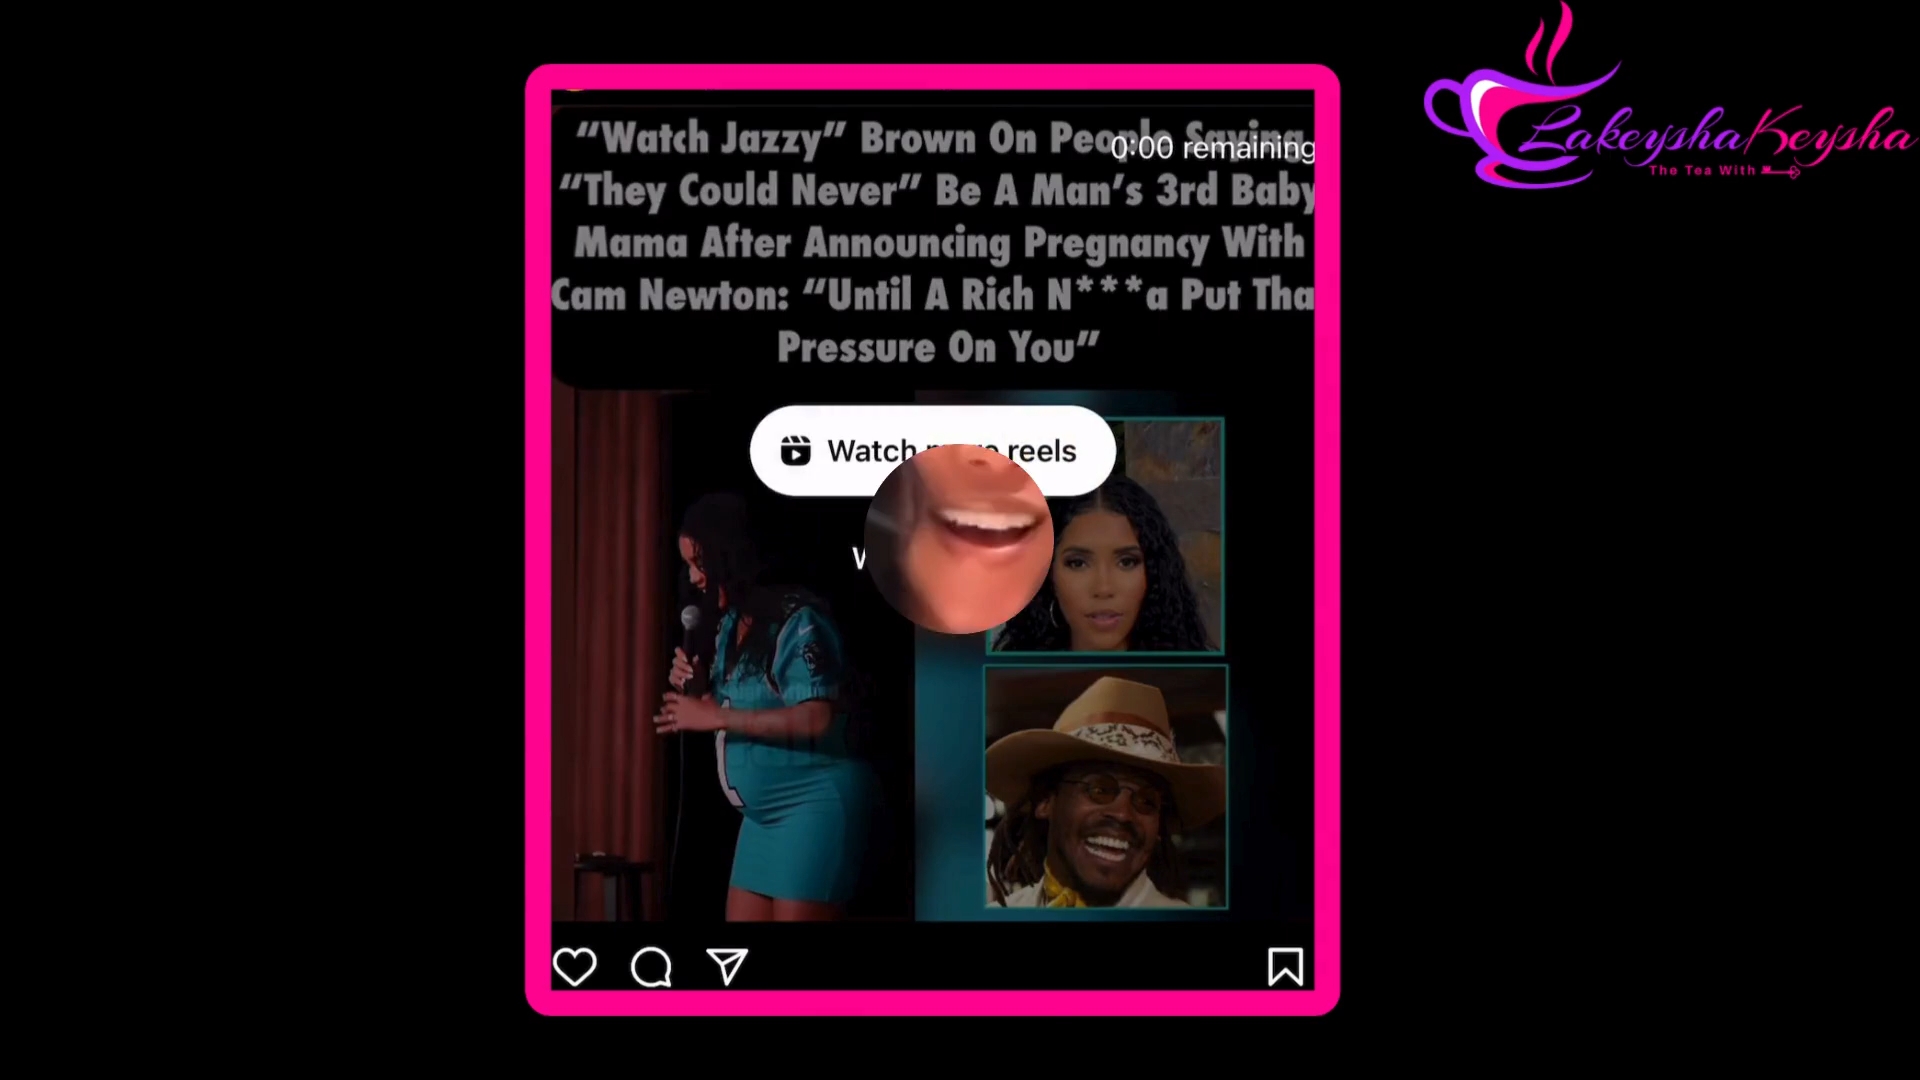 “Watch Jazzy” Brown On People Saying
0:00 remaining
“They Could Never” Be A Man’s 3rd Baby
Mama After Announcing Pregnancy With
Cam Newton: “Until A Rich N***a Put Tha
Pressure On You”
Watch reels
LakeyshaKeysha
The Tea With